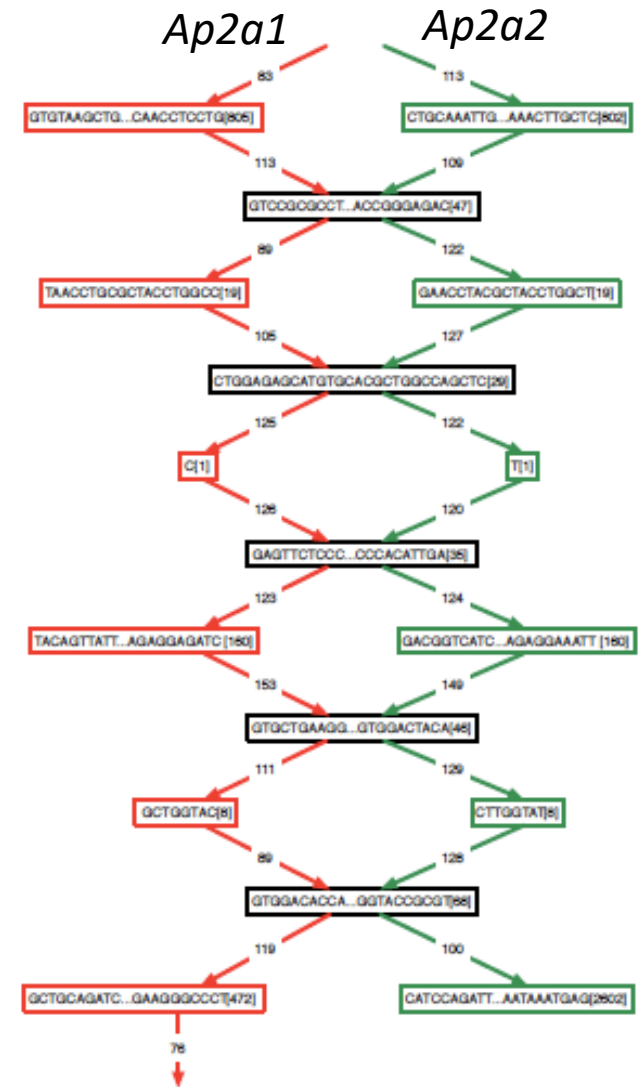 Ap2a1 Ap2a2
83 113
GTGTAAGCTG...CAACCTCCTG[805] CTGCAAATTG...AAACTTGCTC[802]
113 109
GTCCGCGCCT...ACCGGGAGAC[47]
89 122
TAACCTGCGCTACCTGGCC[19] GAACCTACGCTACCTGGCT[19]
105 127
CTGGAGAGCATGTGCACGCTGGCCAGCTC[29]
125 122
C[1] T[1]
126 120
GAGTTCTCCC...CCCACATTGA[35]
123 124
TACAGTTATT...AGAGGAGATC [160] GACGGTCATC...AGAGGAAATT [160]
153 149
GTGCTGAAGG...GTGGACTACA[46]
111 129
GCTGGTAC[8] CTTGGTAT[8]
89 128
GTGGACACCA...GGTACCGCGT[68]
119 100
GCTGCAGATC...GAAGGGCCCT[472] CATCCAGATT...AATAAATGAG[2602]
76